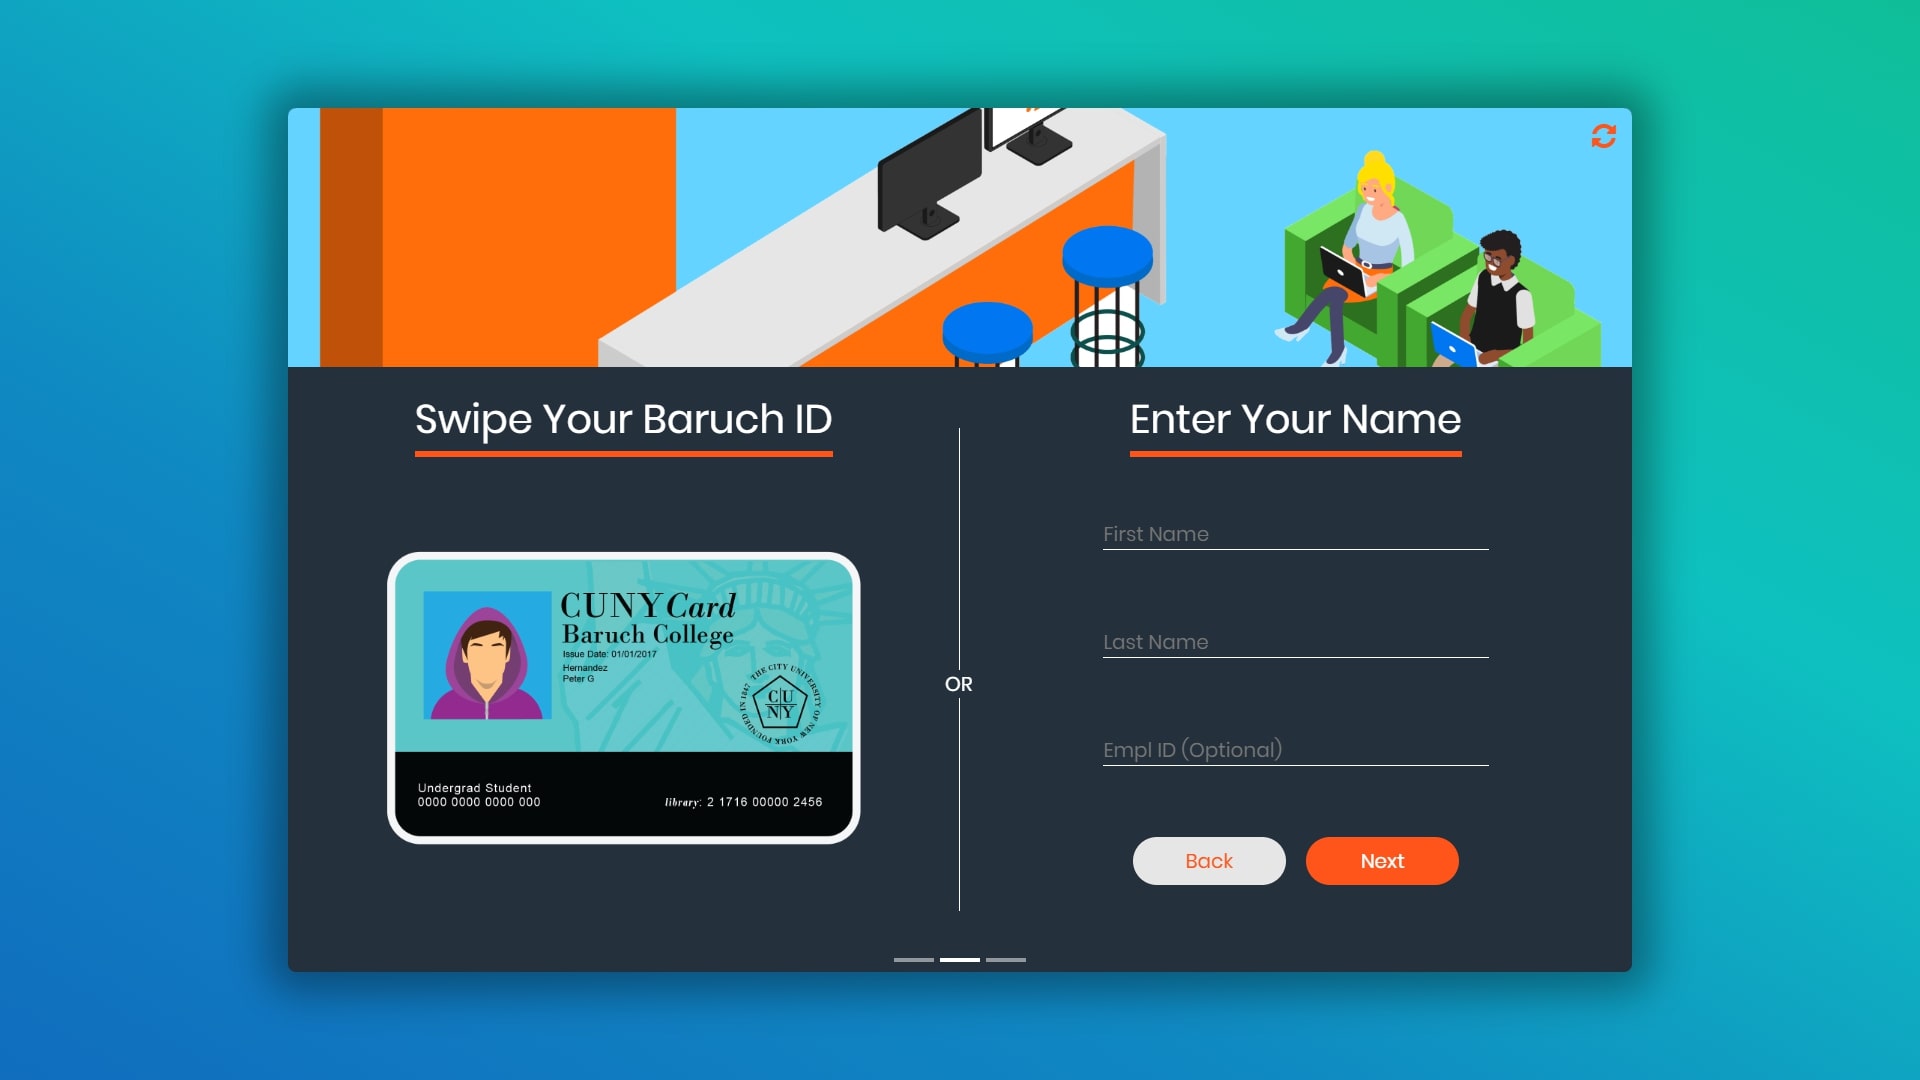 Swipe Your Baruch ID
CUNY Card
Baruch College
Issue Date: 01/01/2017
Hernandez
Peter G
THE CITY UNIVERSITY OF NEW YORK FOUNDED IN 1847
CU
NY
Undergrad Student
0000 0000 0000 000
library: 2 1716 00000 2456
OR
Enter Your Name
First Name
Last Name
Empl ID (Optional)
Back
Next